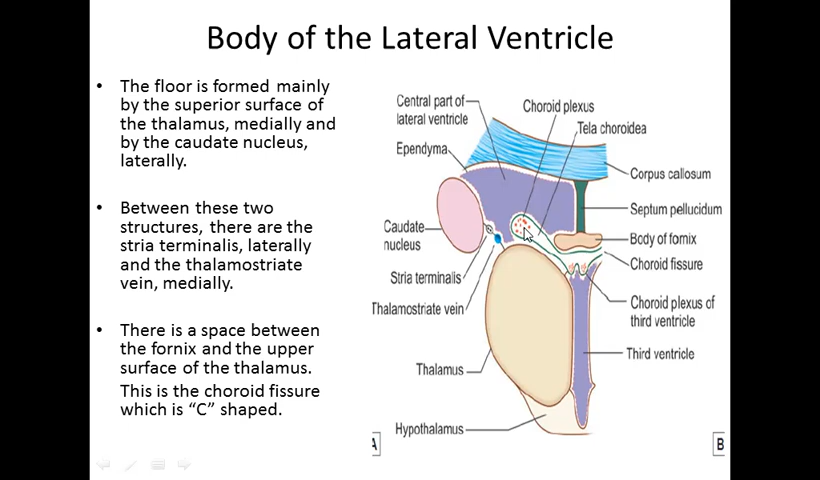 Body of the Lateral Ventricle
• The floor is formed mainly
by the superior surface of
the thalamus, medially and
by the caudate nucleus,
laterally.
• Between these two
structures, there are the
stria terminalis, laterally
and the thalamostriate
vein, medially.
• There is a space between
the fornix and the upper
surface of the thalamus.
This is the choroid fissure
which is “C” shaped.
Central part of
lateral ventricle
Choroid plexus
Tela choroidea
Ependyma
Corpus callosum
Septum pellucidum
Caudate
nucleus
Body of fornix
Choroid fissure
Stria terminalis
Thalamostriate vein
Choroid plexus of
third ventricle
Third ventricle
Thalamus
Hypothalamus
A
B